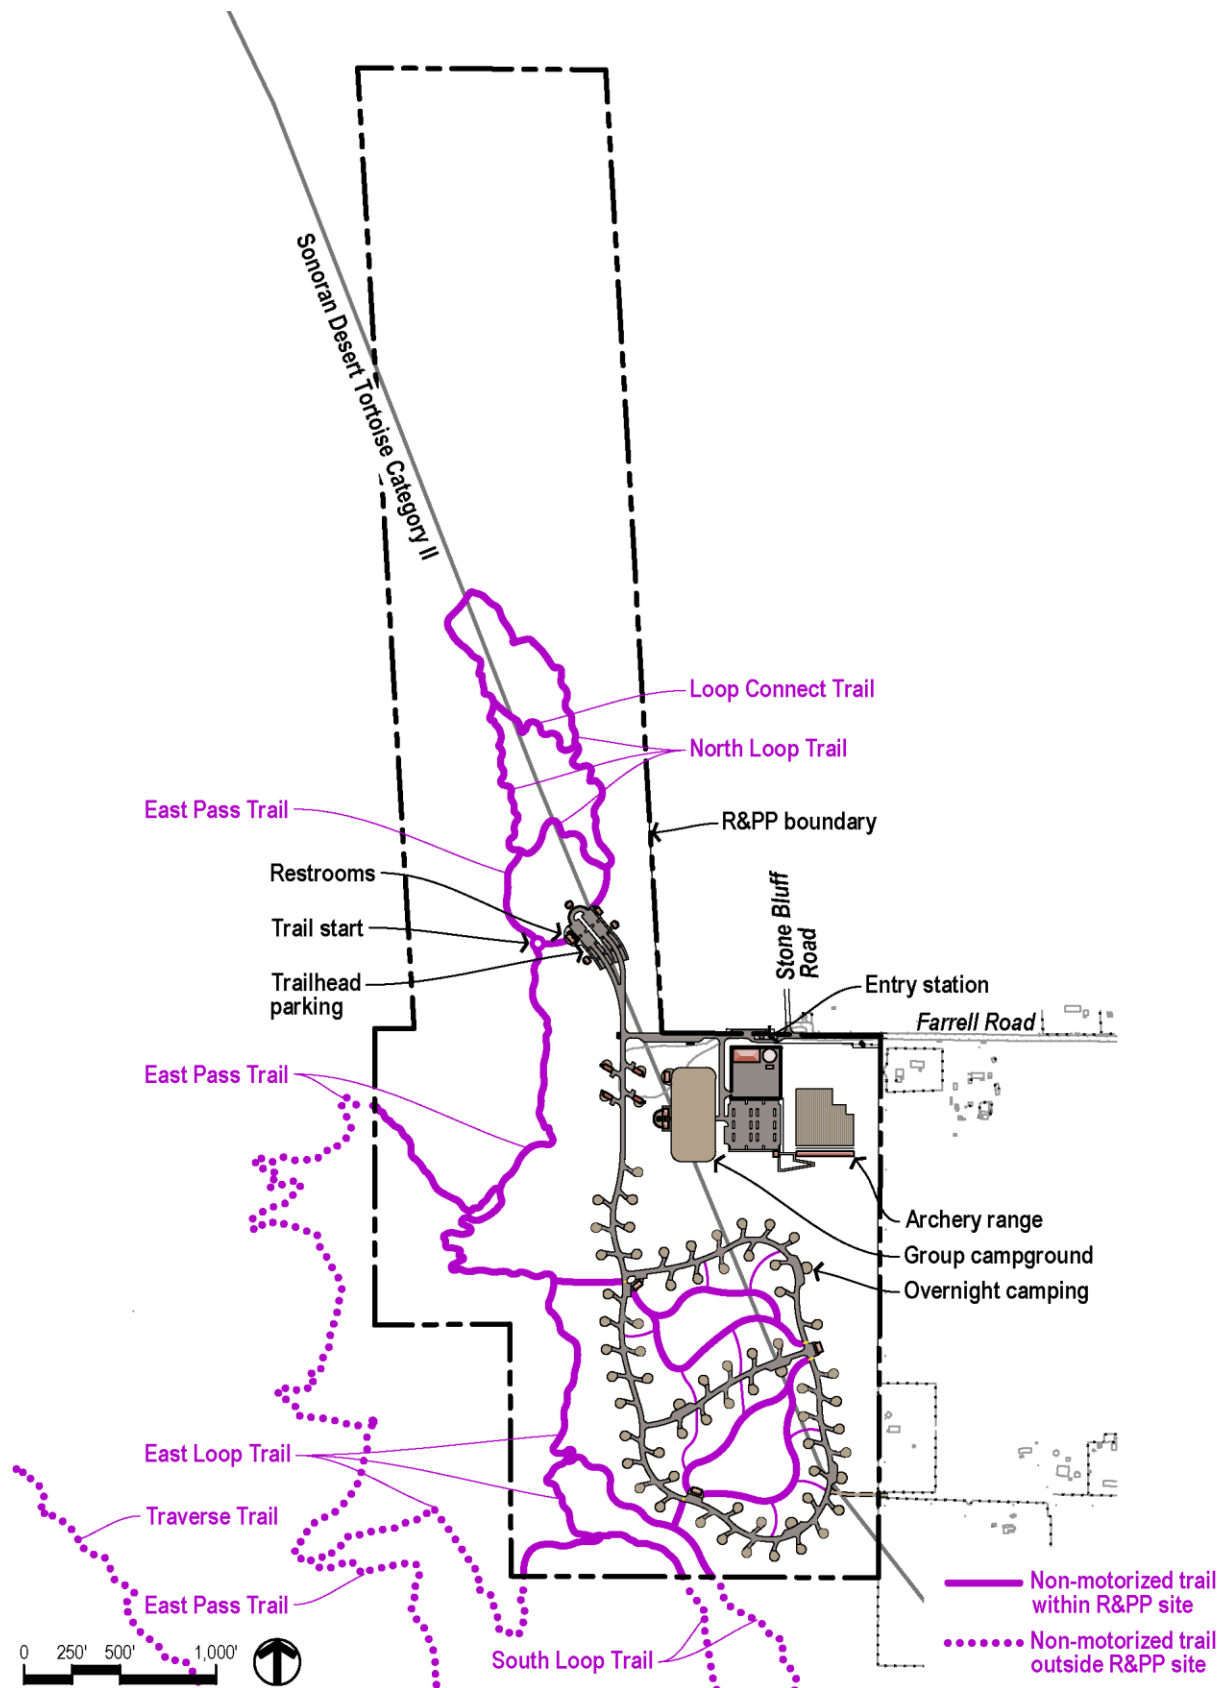 Sonoran Desert Tortoise Category II
Loop Connect Trail
North Loop Trail
East Pass Trail
R&PP boundary
Restrooms
Stone Bluff
Road
Trail start
Trailhead
parking
Entry station
Farrell Road
East Pass Trail
Archery range
Group campground
Overnight camping
East Loop Trail
Traverse Trail
East Pass Trail
South Loop Trail
Non-motorized trail
within R&PP site
Non-motorized trail
outside R&PP site
0 250' 500' 1,000'